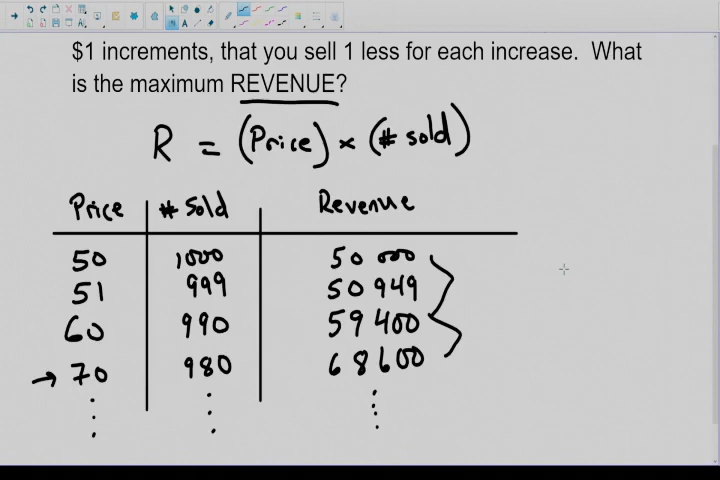 $1 increments, that you sell 1 less for each increase. What
is the maximum REVENUE?
R = (Price) × (# sold)
Price # Sold Revenue
50 1000 50 000
51 999 50 949
60 990 59 400
→ 70 980 68 600